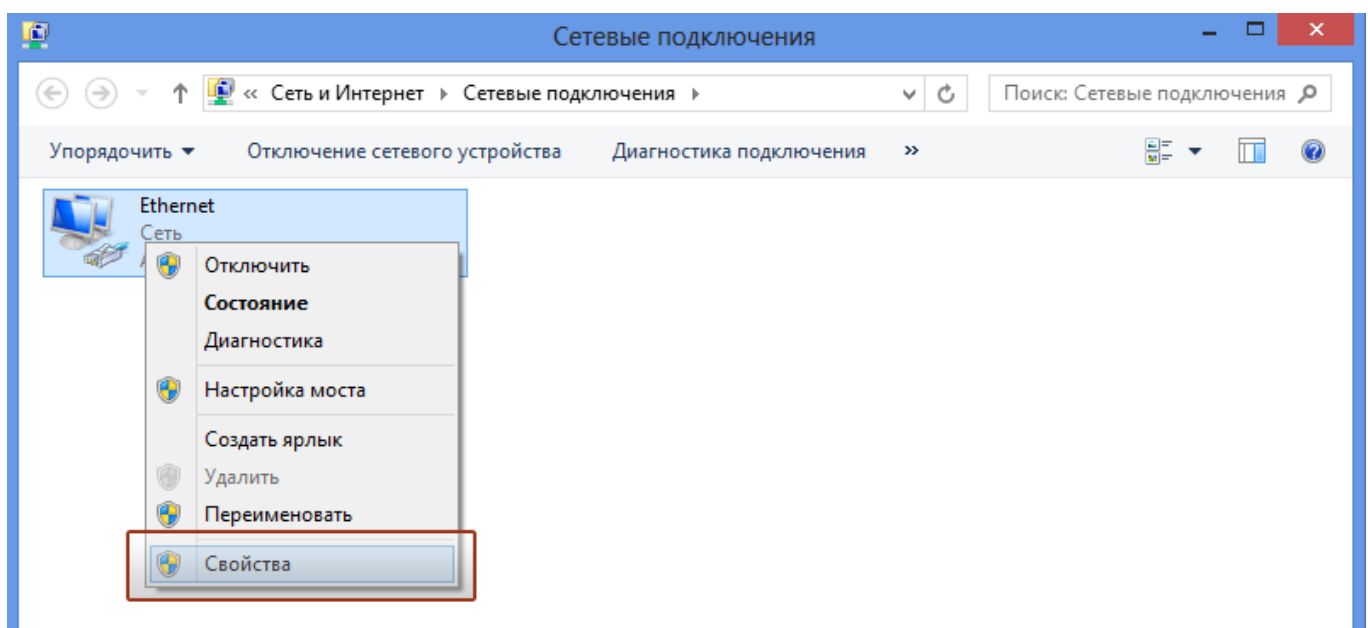 Сетевые подключения
« Сеть и Интернет Сетевые подключения
Поиск: Сетевые подключения
Упорядочить Отключение сетевого устройства Диагностика подключения »
Ethernet
Сеть
Отключить
Состояние
Диагностика
Настройка моста
Создать ярлык
Удалить
Переименовать
Свойства